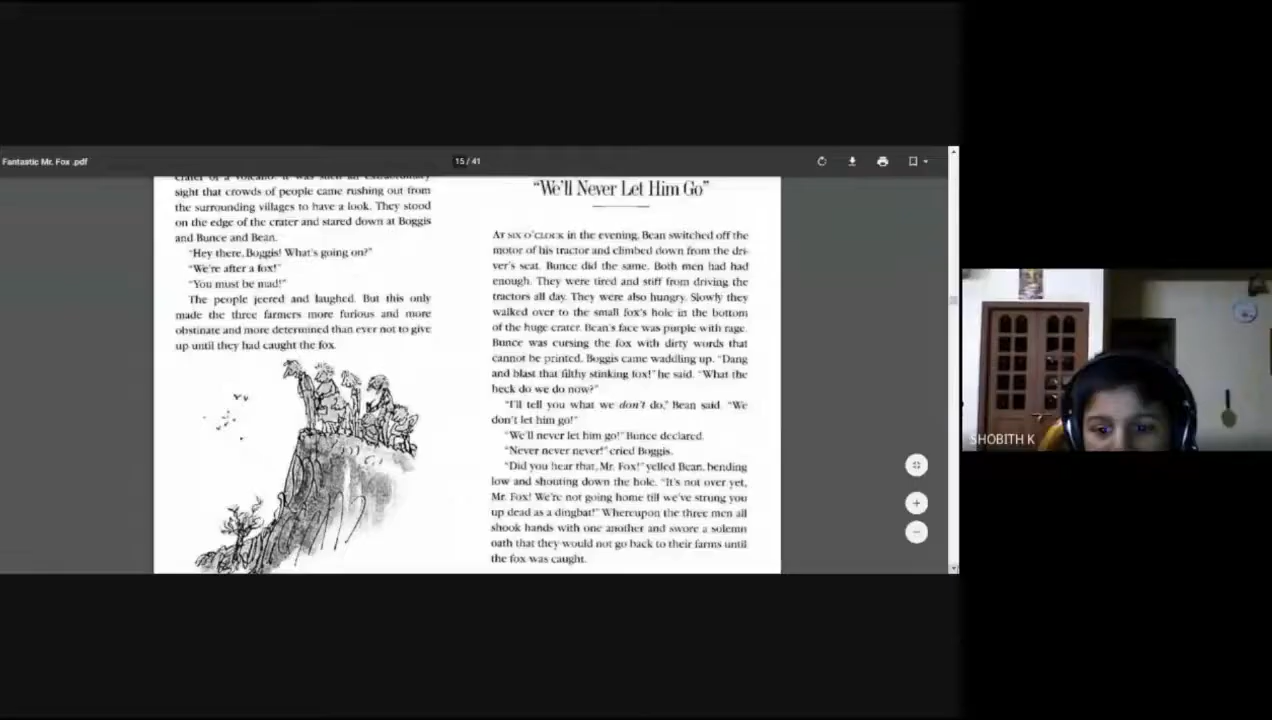 Fantastic Mr. Fox .pdf
15 / 41
crater of a volcano. It was such an extraordinary
sight that crowds of people came rushing out from
the surrounding villages to have a look. They stood
on the edge of the crater and stared down at Boggis
and Bunce and Bean.
"Hey there, Boggis! What's going on?"
"We're after a fox!"
"You must be mad!"
The people jeered and laughed. But this only
made the three farmers more furious and more
obstinate and more determined than ever not to give
up until they had caught the fox.
"We'll Never Let Him Go"
AT SIX O'CLOCK in the evening, Bean switched off the
motor of his tractor and climbed down from the dri-
ver's seat. Bunce did the same. Both men had had
enough. They were tired and stiff from driving the
tractors all day. They were also hungry. Slowly they
walked over to the small fox's hole in the bottom
of the huge crater. Bean's face was purple with rage.
Bunce was cursing the fox with dirty words that
cannot be printed. Boggis came waddling up. "Dang
and blast that filthy stinking fox!" he said. "What the
heck do we do now?"
"I'll tell you what we don't do," Bean said. "We
don't let him go!"
"We'll never let him go!" Bunce declared.
"Never never never!" cried Boggis.
"Did you hear that, Mr. Fox!" yelled Bean, bending
low and shouting down the hole. "It's not over yet,
Mr. Fox! We're not going home till we've strung you
up dead as a dingbat!" Whereupon the three men all
shook hands with one another and swore a solemn
oath that they would not go back to their farms until
the fox was caught.
SHOBITH K